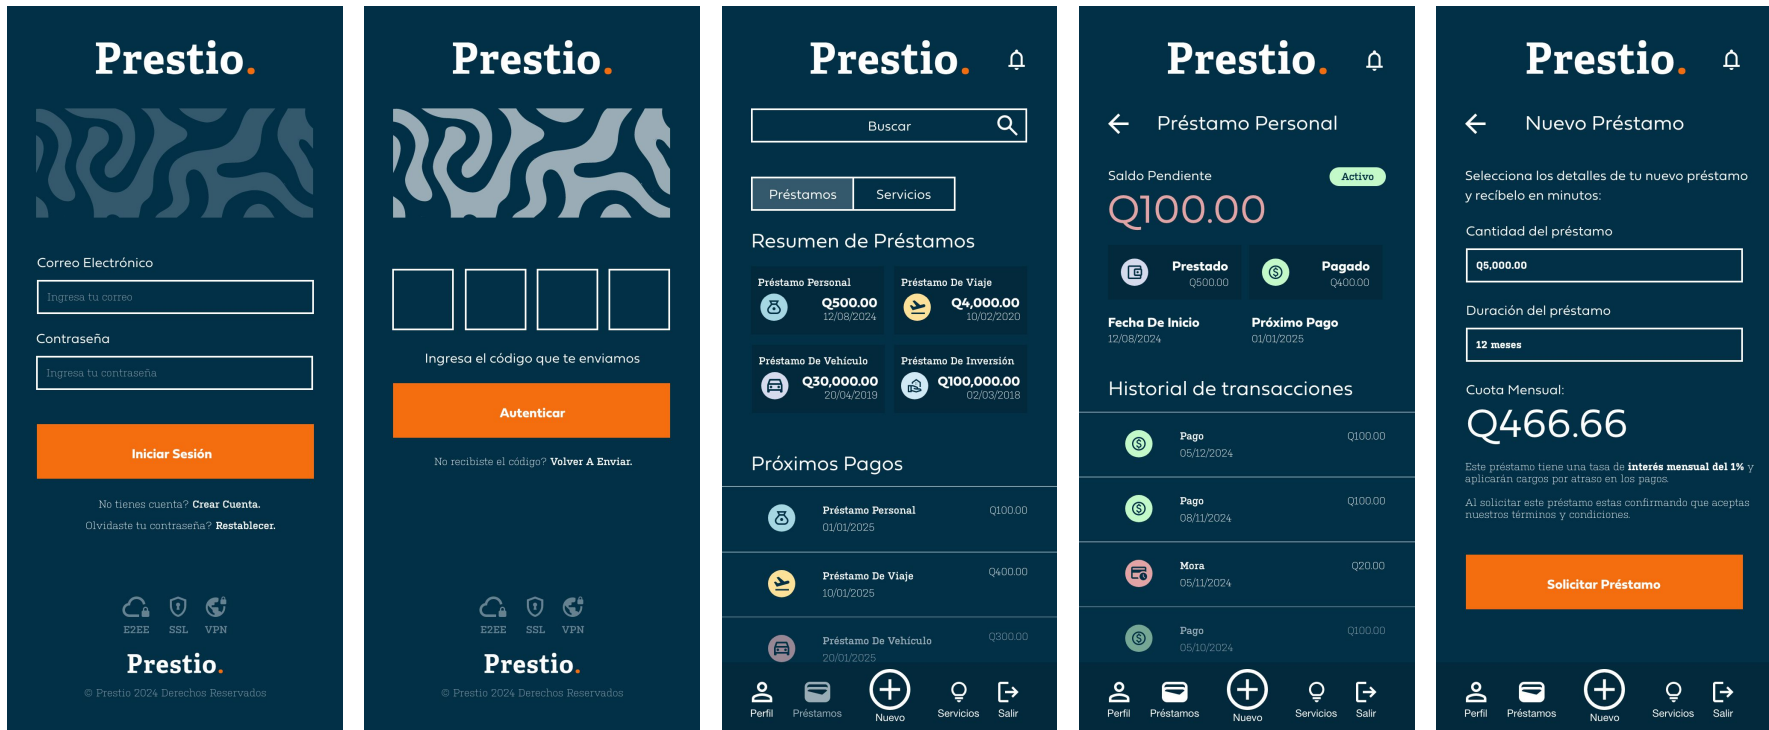 Prestio.
Correo Electrónico
Ingresa tu correo
Contraseña
Ingresa tu contraseña
Iniciar Sesión
No tienes cuenta? Crear Cuenta.
Olvidaste tu contraseña? Restablecer.
E2EE SSL VPN
Prestio.
© Prestio 2024 Derechos Reservados
Prestio.
Ingresa el código que te enviamos
Autenticar
No recibiste el código? Volver A Enviar.
E2EE SSL VPN
Prestio.
© Prestio 2024 Derechos Reservados
Prestio.
Buscar
Préstamos Servicios
Resumen de Préstamos
Préstamo Personal
Q500.00
12/08/2024
Préstamo De Viaje
Q4,000.00
10/02/2020
Préstamo De Vehículo
Q30,000.00
20/04/2019
Préstamo De Inversión
Q100,000.00
02/03/2018
Próximos Pagos
Préstamo Personal Q100.00
01/01/2025
Préstamo De Viaje Q400.00
10/01/2025
Préstamo De Vehículo Q300.00
20/01/2025
Perfil Préstamos Nuevo Servicios Salir
Prestio.
Préstamo Personal
Saldo Pendiente Activo
Q100.00
Prestado
Q500.00
Pagado
Q400.00
Fecha De Inicio
12/08/2024
Próximo Pago
01/01/2025
Historial de transacciones
Pago Q100.00
05/12/2024
Pago Q100.00
08/11/2024
Mora Q20.00
05/11/2024
Pago Q100.00
05/10/2024
Perfil Préstamos Nuevo Servicios Salir
Prestio.
Nuevo Préstamo
Selecciona los detalles de tu nuevo préstamo
y recíbelo en minutos:
Cantidad del préstamo
Q5,000.00
Duración del préstamo
12 meses
Cuota Mensual:
Q466.66
Este préstamo tiene una tasa de interés mensual del 1% y
aplicarán cargos por atraso en los pagos.
Al solicitar este préstamo estas confirmando que aceptas
nuestros términos y condiciones.
Solicitar Préstamo
Perfil Préstamos Nuevo Servicios Salir